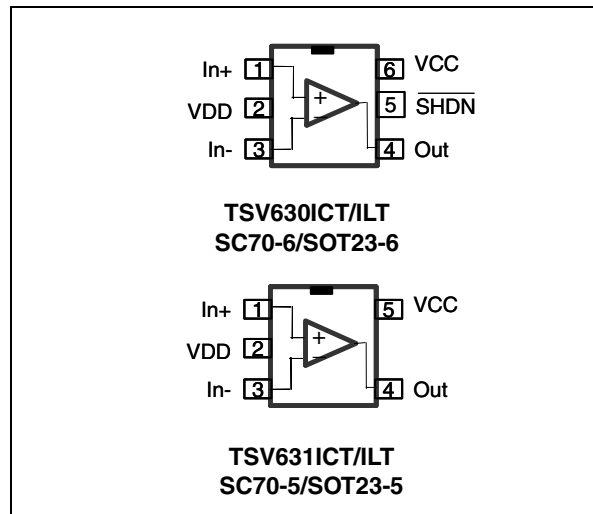 In+ 1 6 VCC
VDD 2 + 5 S̅H̅D̅N̅
In- 3 − 4 Out
TSV630ICT/ILT
SC70-6/SOT23-6
In+ 1 5 VCC
VDD 2 +
In- 3 − 4 Out
TSV631ICT/ILT
SC70-5/SOT23-5